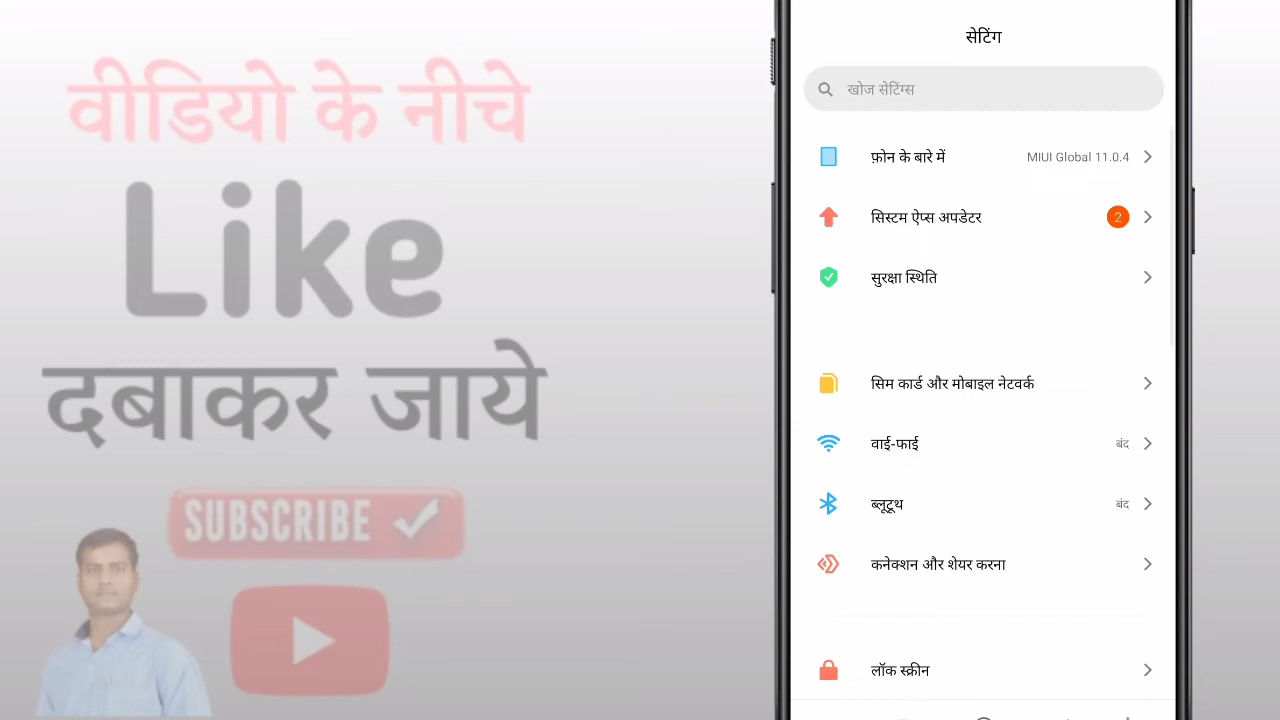 वीडियो के नीचे
Like
दबाकर जाये
SUBSCRIBE
सेटिंग
खोज सेटिंग्स
फ़ोन के बारे में MIUI Global 11.0.4
सिस्टम ऐप्स अपडेटर 2
सुरक्षा स्थिति
सिम कार्ड और मोबाइल नेटवर्क
वाई-फाई बंद
ब्लूटूथ बंद
कनेक्शन और शेयर करना
लॉक स्क्रीन